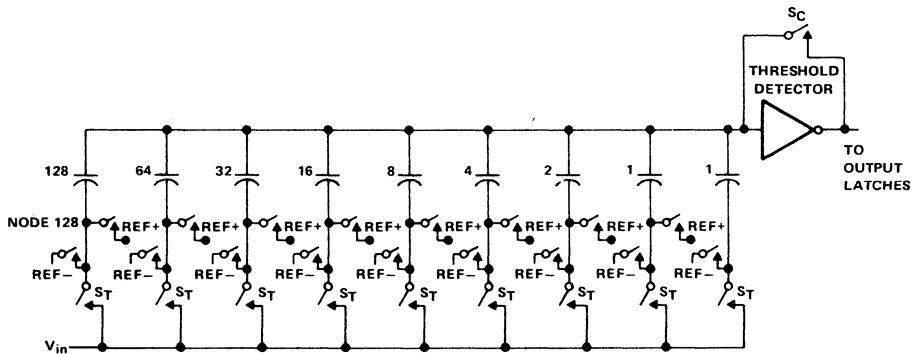 SC
THRESHOLD
DETECTOR
TO
OUTPUT
LATCHES
128 64 32 16 8 4 2 1 1
NODE 128 REF+ REF+ REF+ REF+ REF+ REF+ REF+ REF+
REF− REF− REF− REF− REF− REF− REF− REF− REF−
ST ST ST ST ST ST ST ST ST
Vin